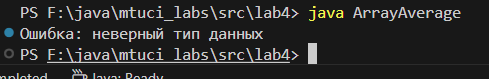 PS F:\java\mtuci_labs\src\lab4> java ArrayAverage
Ошибка: неверный тип данных
PS F:\java\mtuci_labs\src\lab4>
Java: Ready